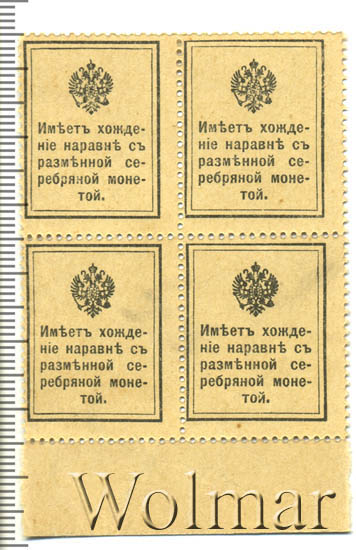 Имѣетъ хожде-
ніе наравнѣ съ
размѣнной се-
ребряной моне-
той.
Имѣетъ хожде-
ніе наравнѣ съ
размѣнной се-
ребряной моне-
той.
Имѣетъ хожде-
ніе наравнѣ съ
размѣнной се-
ребряной моне-
той.
Имѣетъ хожде-
ніе наравнѣ съ
размѣнной се-
ребряной моне-
той.
Wolmar